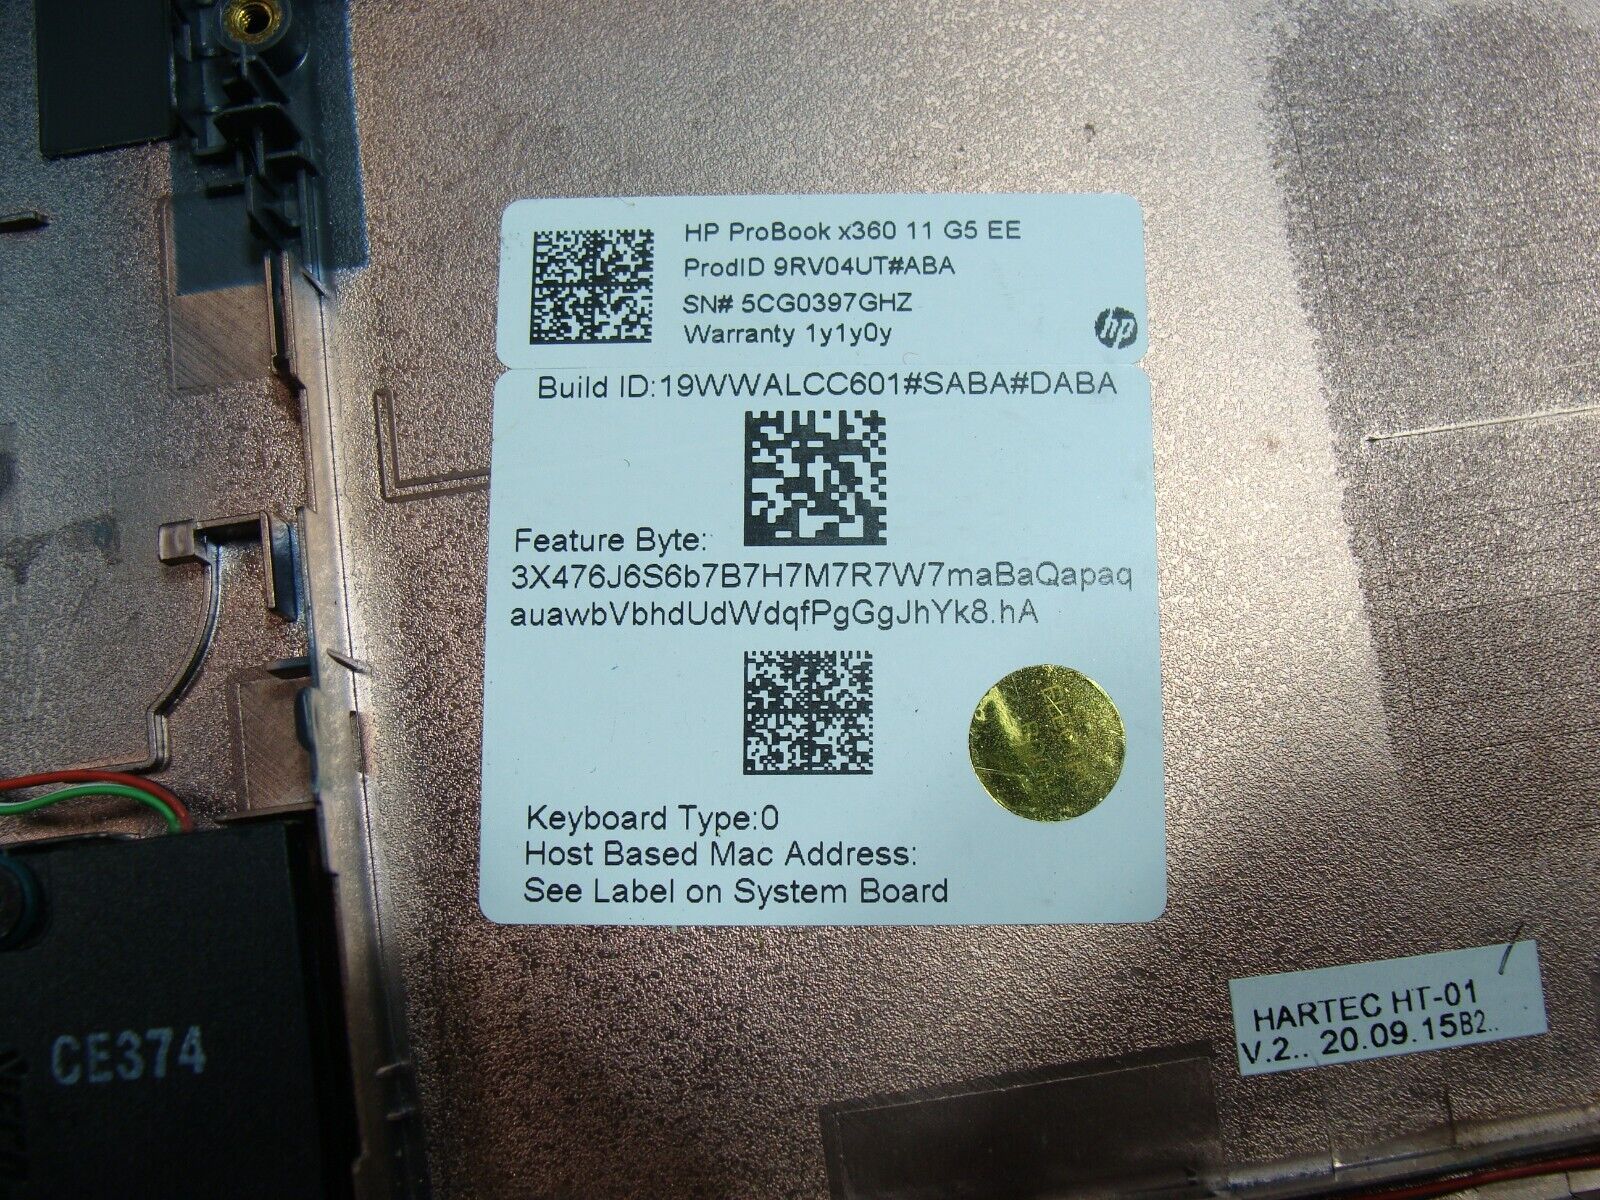 HP ProBook x360 11 G5 EE
ProdID 9RV04UT#ABA
SN# 5CG0397GHZ
Warranty 1y1y0y
hp
Build ID:19WWALCC601#SABA#DABA
Feature Byte:
3X476J6S6b7B7H7M7R7W7maBaQapaq
auawbVbhdUdWdqfPgGgJhYk8.hA
Keyboard Type:0
Host Based Mac Address:
See Label on System Board
HARTEC HT-01
V.2.. 20.09.15B2..
CE374